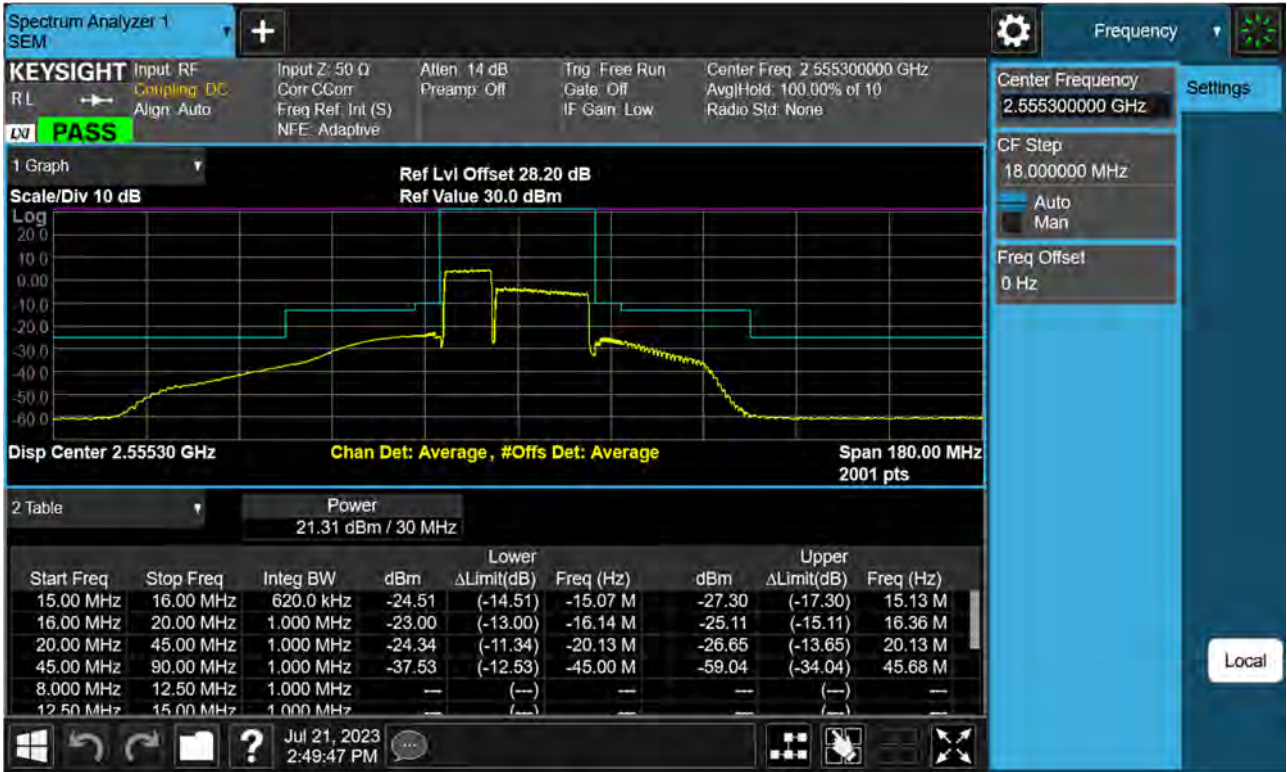 Spectrum Analyzer 1
SEM
+
Frequency
KEYSIGHT
RL
LXI PASS
Input: RF
Coupling: DC
Align: Auto
Input Z: 50 Ω
Corr CCorr
Freq Ref: Int (S)
NFE: Adaptive
Atten: 14 dB
Preamp: Off
Trig: Free Run
Gate: Off
IF Gain: Low
Center Freq: 2.555300000 GHz
Avg|Hold: 100.00% of 10
Radio Std: None
Center Frequency
2.555300000 GHz
Settings
CF Step
18.000000 MHz
Auto
Man
Freq Offset
0 Hz
1 Graph
Scale/Div 10 dB
Ref Lvl Offset 28.20 dB
Ref Value 30.0 dBm
Log
20.0
10.0
0.00
-10.0
-20.0
-30.0
-40.0
-50.0
-60.0
Disp Center 2.55530 GHz
Chan Det: Average, #Offs Det: Average
Span 180.00 MHz
2001 pts
2 Table
Power
21.31 dBm / 30 MHz
Lower Upper
Start Freq Stop Freq Integ BW dBm ΔLimit(dB) Freq (Hz) dBm ΔLimit(dB) Freq (Hz)
15.00 MHz 16.00 MHz 620.0 kHz -24.51 (-14.51) -15.07 M -27.30 (-17.30) 15.13 M
16.00 MHz 20.00 MHz 1.000 MHz -23.00 (-13.00) -16.14 M -25.11 (-15.11) 16.36 M
20.00 MHz 45.00 MHz 1.000 MHz -24.34 (-11.34) -20.13 M -26.65 (-13.65) 20.13 M
45.00 MHz 90.00 MHz 1.000 MHz -37.53 (-12.53) -45.00 M -59.04 (-34.04) 45.68 M
8.000 MHz 12.50 MHz 1.000 MHz --- (---) --- --- (---) ---
12.50 MHz 15.00 MHz 1.000 MHz --- (---) --- --- (---) ---
Local
?
Jul 21, 2023
2:49:47 PM